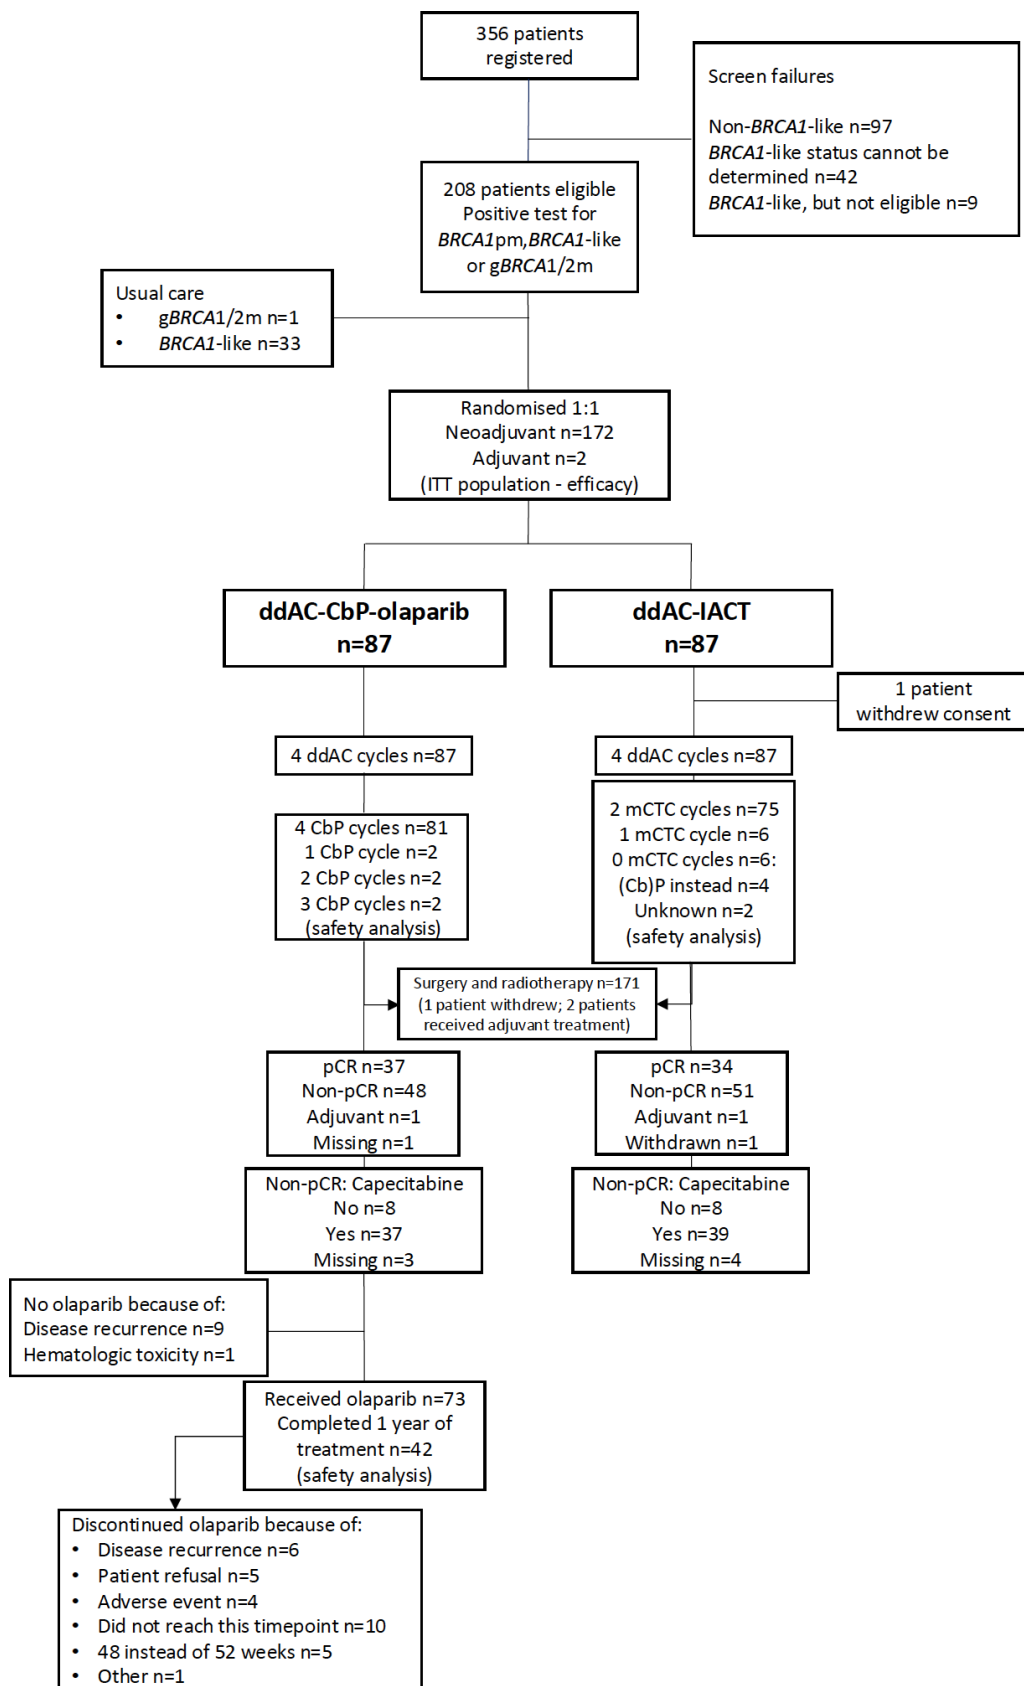 356 patients
registered
Screen failures
Non-BRCA1-like n=97
BRCA1-like status cannot be
determined n=42
BRCA1-like, but not eligible n=9
208 patients eligible
Positive test for
BRCA1pm,BRCA1-like
or gBRCA1/2m
Usual care
• gBRCA1/2m n=1
• BRCA1-like n=33
Randomised 1:1
Neoadjuvant n=172
Adjuvant n=2
(ITT population - efficacy)
ddAC-CbP-olaparib
n=87
ddAC-IACT
n=87
1 patient
withdrew consent
4 ddAC cycles n=87
4 ddAC cycles n=87
4 CbP cycles n=81
1 CbP cycle n=2
2 CbP cycles n=2
3 CbP cycles n=2
(safety analysis)
2 mCTC cycles n=75
1 mCTC cycle n=6
0 mCTC cycles n=6:
(Cb)P instead n=4
Unknown n=2
(safety analysis)
Surgery and radiotherapy n=171
(1 patient withdrew; 2 patients
received adjuvant treatment)
pCR n=37
Non-pCR n=48
Adjuvant n=1
Missing n=1
pCR n=34
Non-pCR n=51
Adjuvant n=1
Withdrawn n=1
Non-pCR: Capecitabine
No n=8
Yes n=37
Missing n=3
Non-pCR: Capecitabine
No n=8
Yes n=39
Missing n=4
No olaparib because of:
Disease recurrence n=9
Hematologic toxicity n=1
Received olaparib n=73
Completed 1 year of
treatment n=42
(safety analysis)
Discontinued olaparib because of:
• Disease recurrence n=6
• Patient refusal n=5
• Adverse event n=4
• Did not reach this timepoint n=10
• 48 instead of 52 weeks n=5
• Other n=1